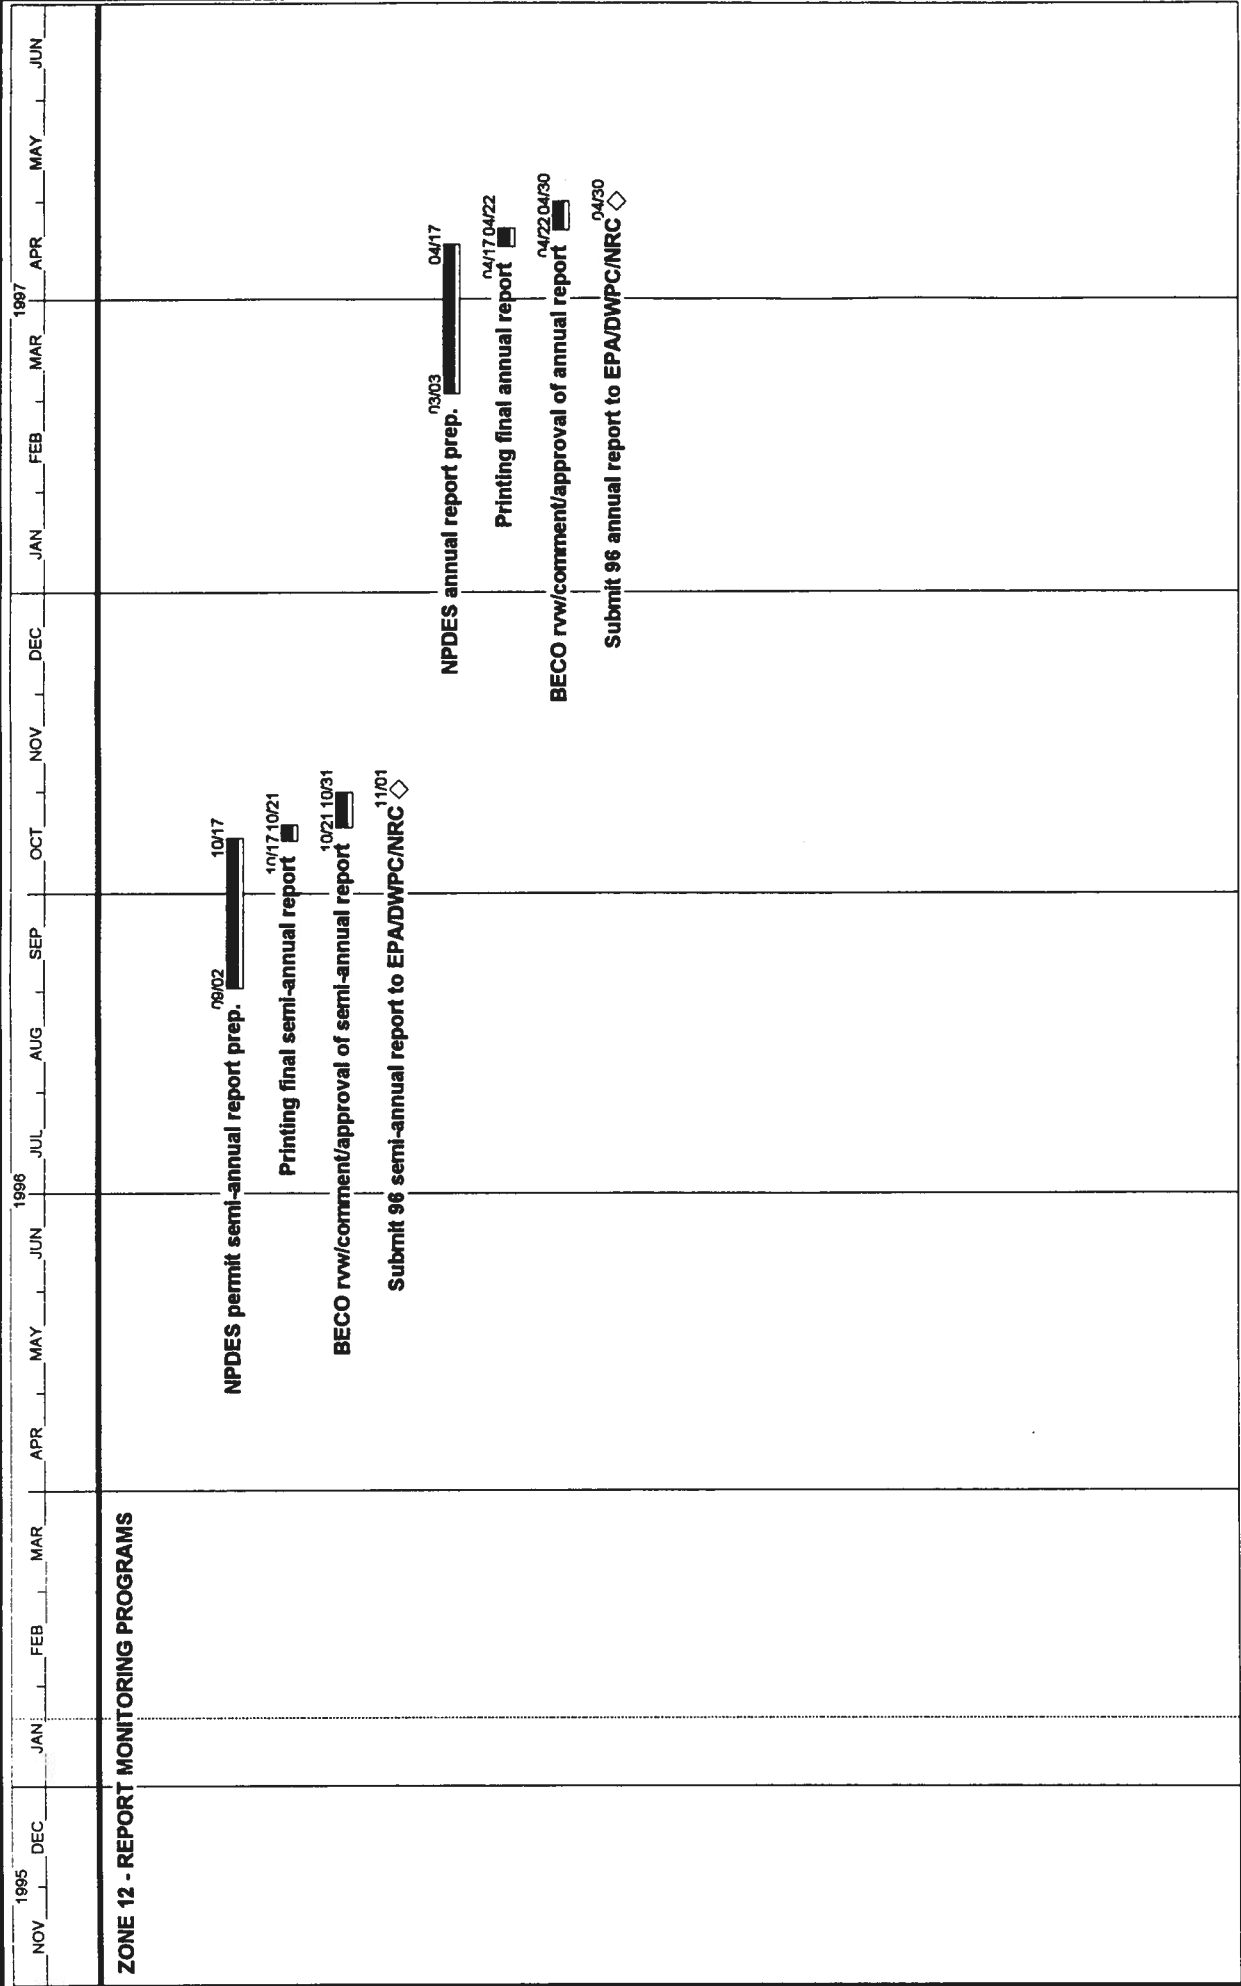 1995 1996 1997
NOV DEC JAN FEB MAR APR MAY JUN JUL AUG SEP OCT NOV DEC JAN FEB MAR APR MAY JUN
ZONE 12 - REPORT MONITORING PROGRAMS
09/02 10/17
NPDES permit semi-annual report prep.
10/17 10/21
Printing final semi-annual report
10/21 10/31
BECO rvw/comment/approval of semi-annual report
11/01
Submit 96 semi-annual report to EPA/DWPC/NRC
03/03 04/17
NPDES annual report prep.
04/17 04/22
Printing final annual report
04/22 04/30
BECO rvw/comment/approval of annual report
04/30
Submit 96 annual report to EPA/DWPC/NRC